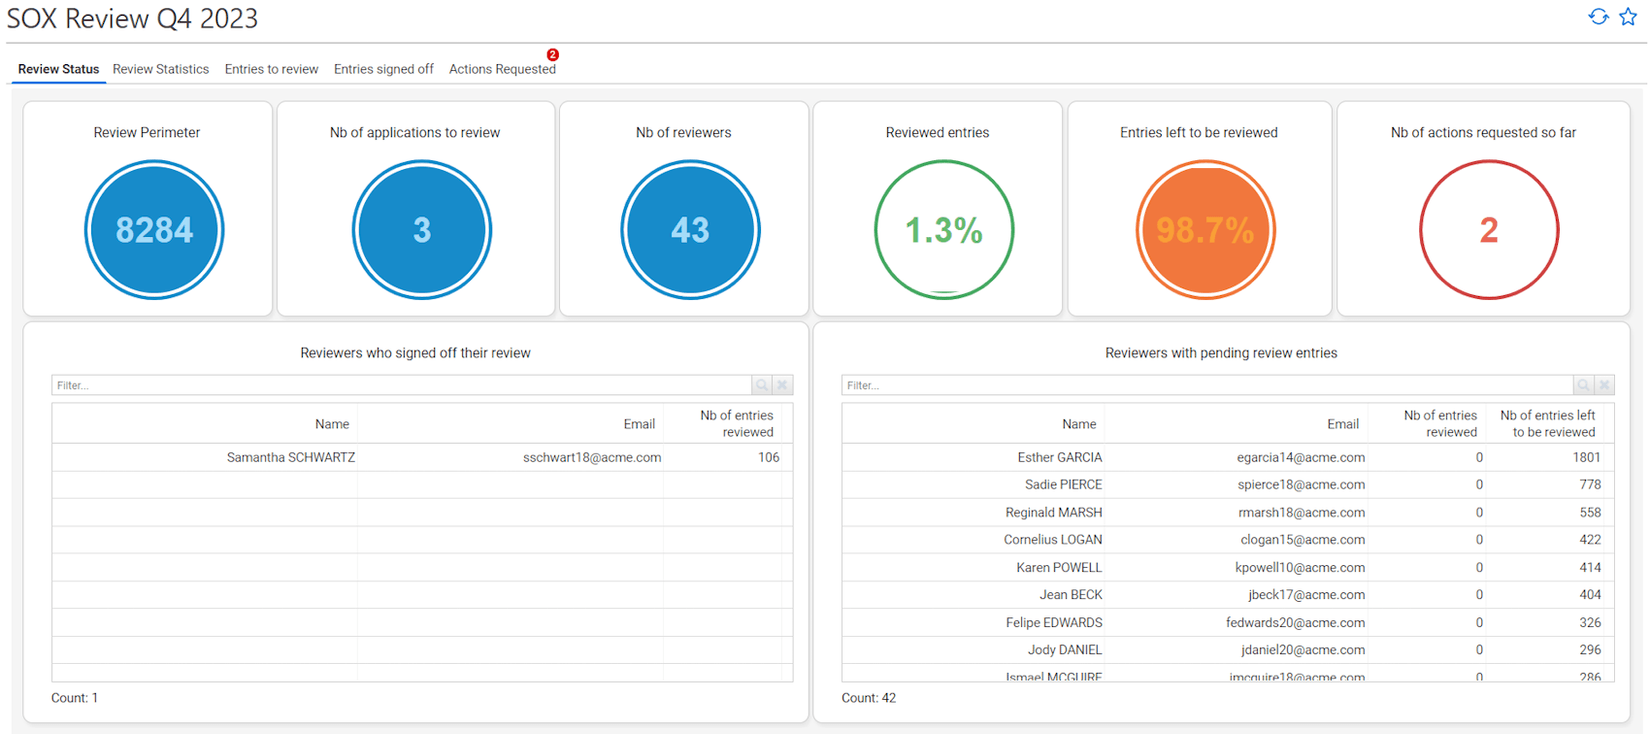 SOX Review Q4 2023
Review Status Review Statistics Entries to review Entries signed off Actions Requested 2
Review Perimeter
8284
Nb of applications to review
3
Nb of reviewers
43
Reviewed entries
1.3%
Entries left to be reviewed
98.7%
Nb of actions requested so far
2
Reviewers who signed off their review
Filter...
Name Email Nb of entries reviewed
Samantha SCHWARTZ sschwart18@acme.com 106
Count: 1
Reviewers with pending review entries
Filter...
Name Email Nb of entries reviewed Nb of entries left to be reviewed
Esther GARCIA egarcia14@acme.com 0 1801
Sadie PIERCE spierce18@acme.com 0 778
Reginald MARSH rmarsh18@acme.com 0 558
Cornelius LOGAN clogan15@acme.com 0 422
Karen POWELL kpowell10@acme.com 0 414
Jean BECK jbeck17@acme.com 0 404
Felipe EDWARDS fedwards20@acme.com 0 326
Jody DANIEL jdaniel20@acme.com 0 296
Ismael MCGUIRE imcguire18@acme.com 0 286
Count: 42